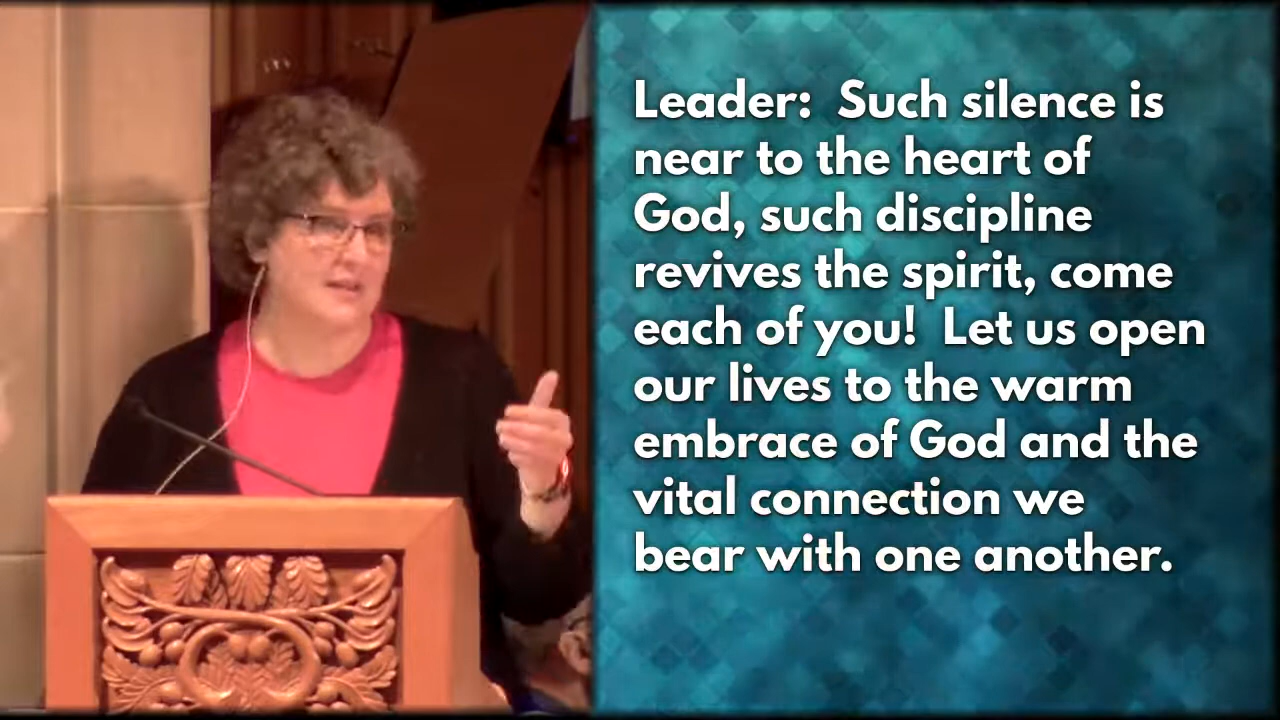 Leader:  Such silence is
near to the heart of
God, such discipline
revives the spirit, come
each of you!  Let us open
our lives to the warm
embrace of God and the
vital connection we
bear with one another.